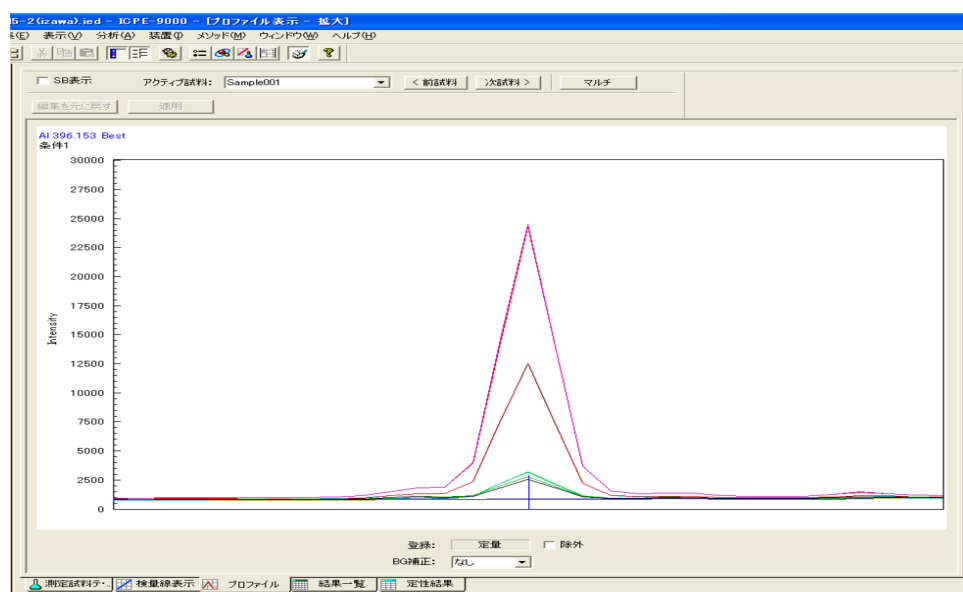 05-2(izawa).ied - ICPE-9000 - [プロファイル表示 - 拡大]
(E) 表示(V) 分析(A) 装置(I) メソッド(M) ウィンドウ(W) ヘルプ(H)
SB表示 アクティブ試料: Sample001 < 前試料 次試料 > マルチ
編集を元に戻す 適用
Al 396.153 Best
条件1
30000
27500
25000
22500
20000
17500
15000
12500
10000
7500
5000
2500
0
Intensity
登録: 定量 除外
BG補正: なし
測定試料テ.. 検量線表示 プロファイル 結果一覧 定性結果